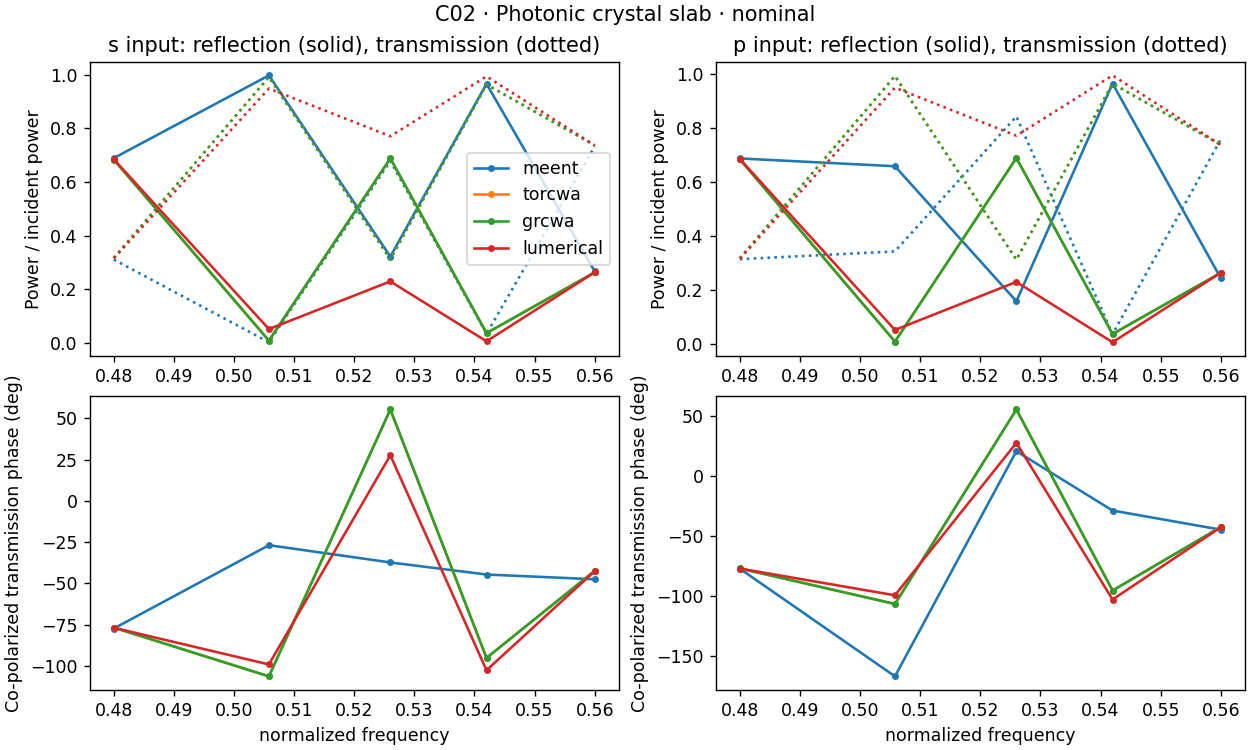 C02 · Photonic crystal slab · nominal
s input: reflection (solid), transmission (dotted)
Power / incident power
1.0
0.8
0.6
0.4
0.2
0.0
meent
torcwa
grcwa
lumerical
0.48 0.49 0.50 0.51 0.52 0.53 0.54 0.55 0.56
p input: reflection (solid), transmission (dotted)
Power / incident power
1.0
0.8
0.6
0.4
0.2
0.0
0.48 0.49 0.50 0.51 0.52 0.53 0.54 0.55 0.56
Co-polarized transmission phase (deg)
50
25
0
−25
−50
−75
−100
0.48 0.49 0.50 0.51 0.52 0.53 0.54 0.55 0.56
normalized frequency
Co-polarized transmission phase (deg)
50
0
−50
−100
−150
0.48 0.49 0.50 0.51 0.52 0.53 0.54 0.55 0.56
normalized frequency